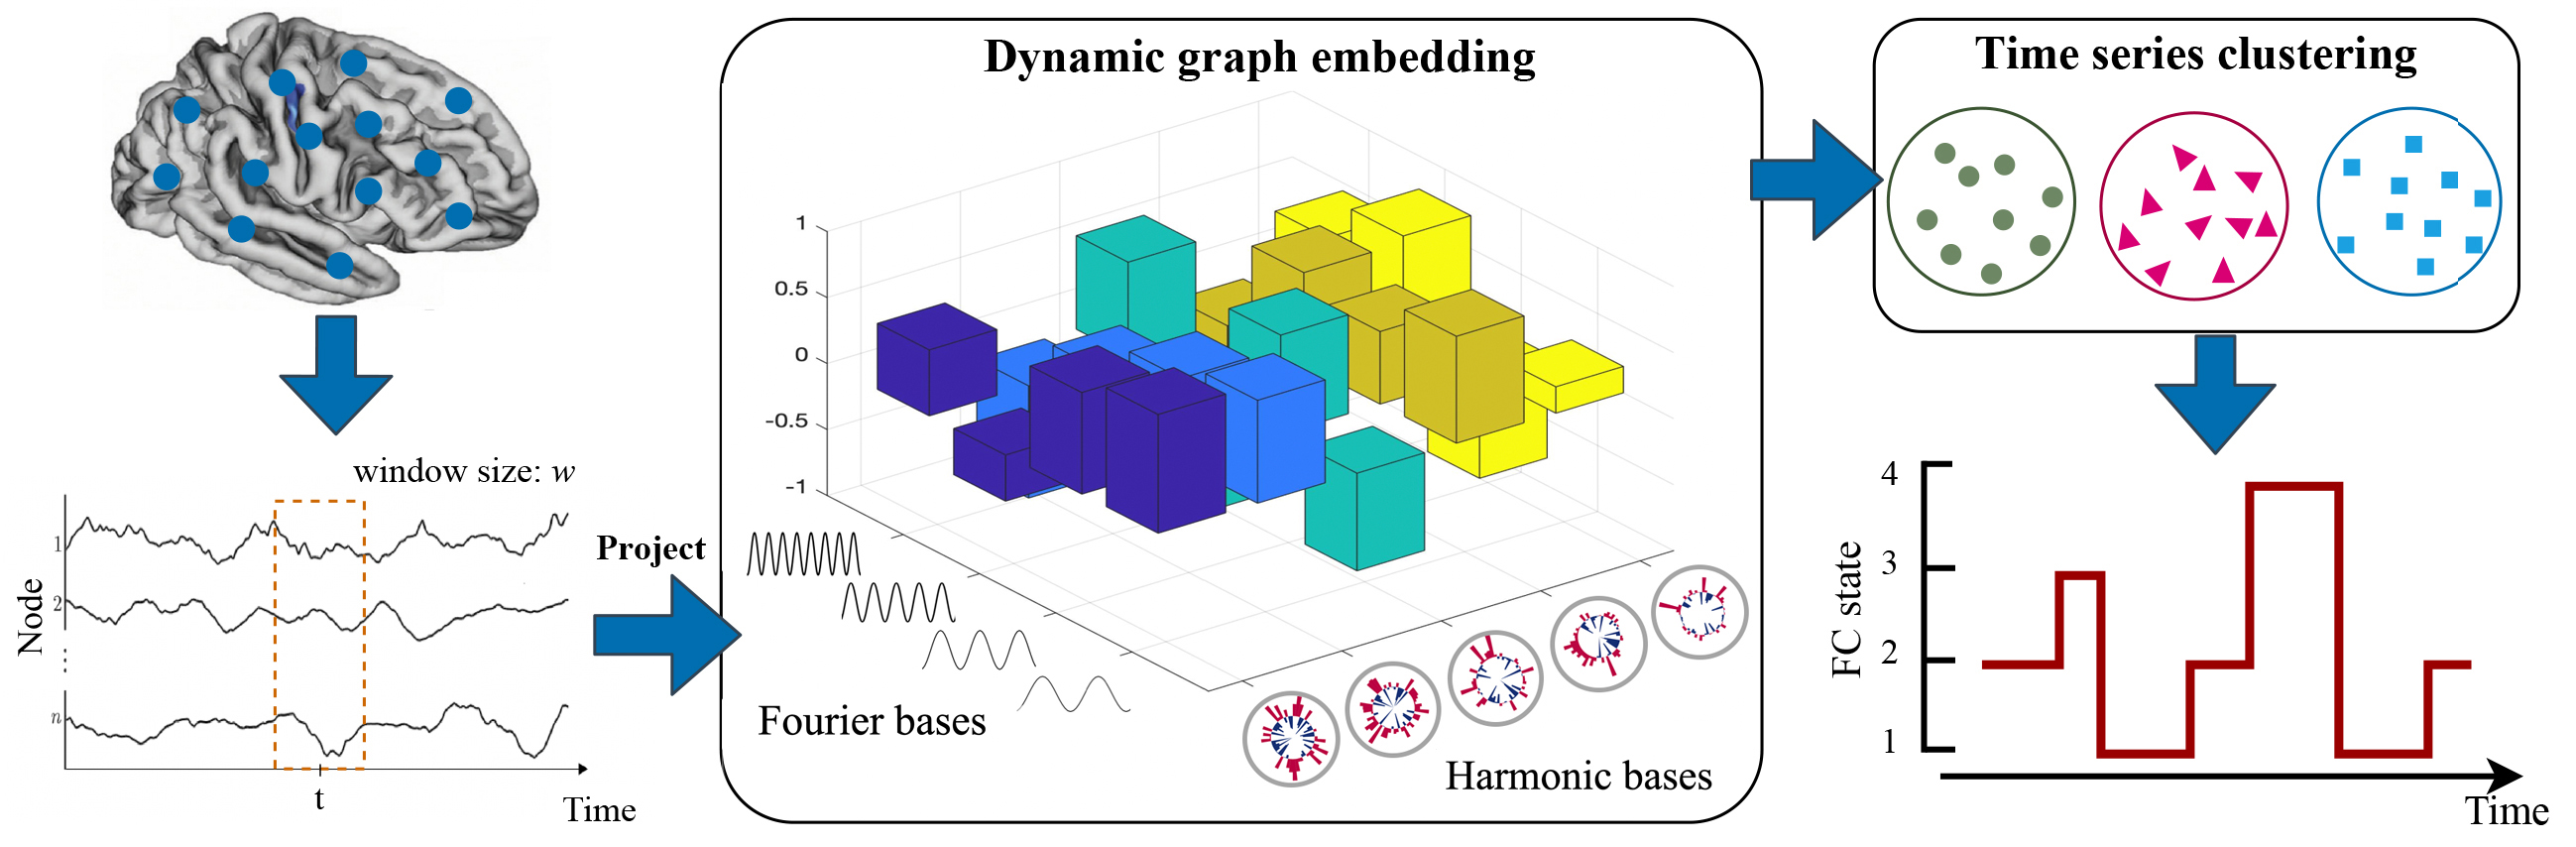 window size: w
Node
1
2
n
t
Time
Project
Dynamic graph embedding
1
0.5
0
-0.5
-1
Fourier bases
Harmonic bases
Time series clustering
FC state
4
3
2
1
Time